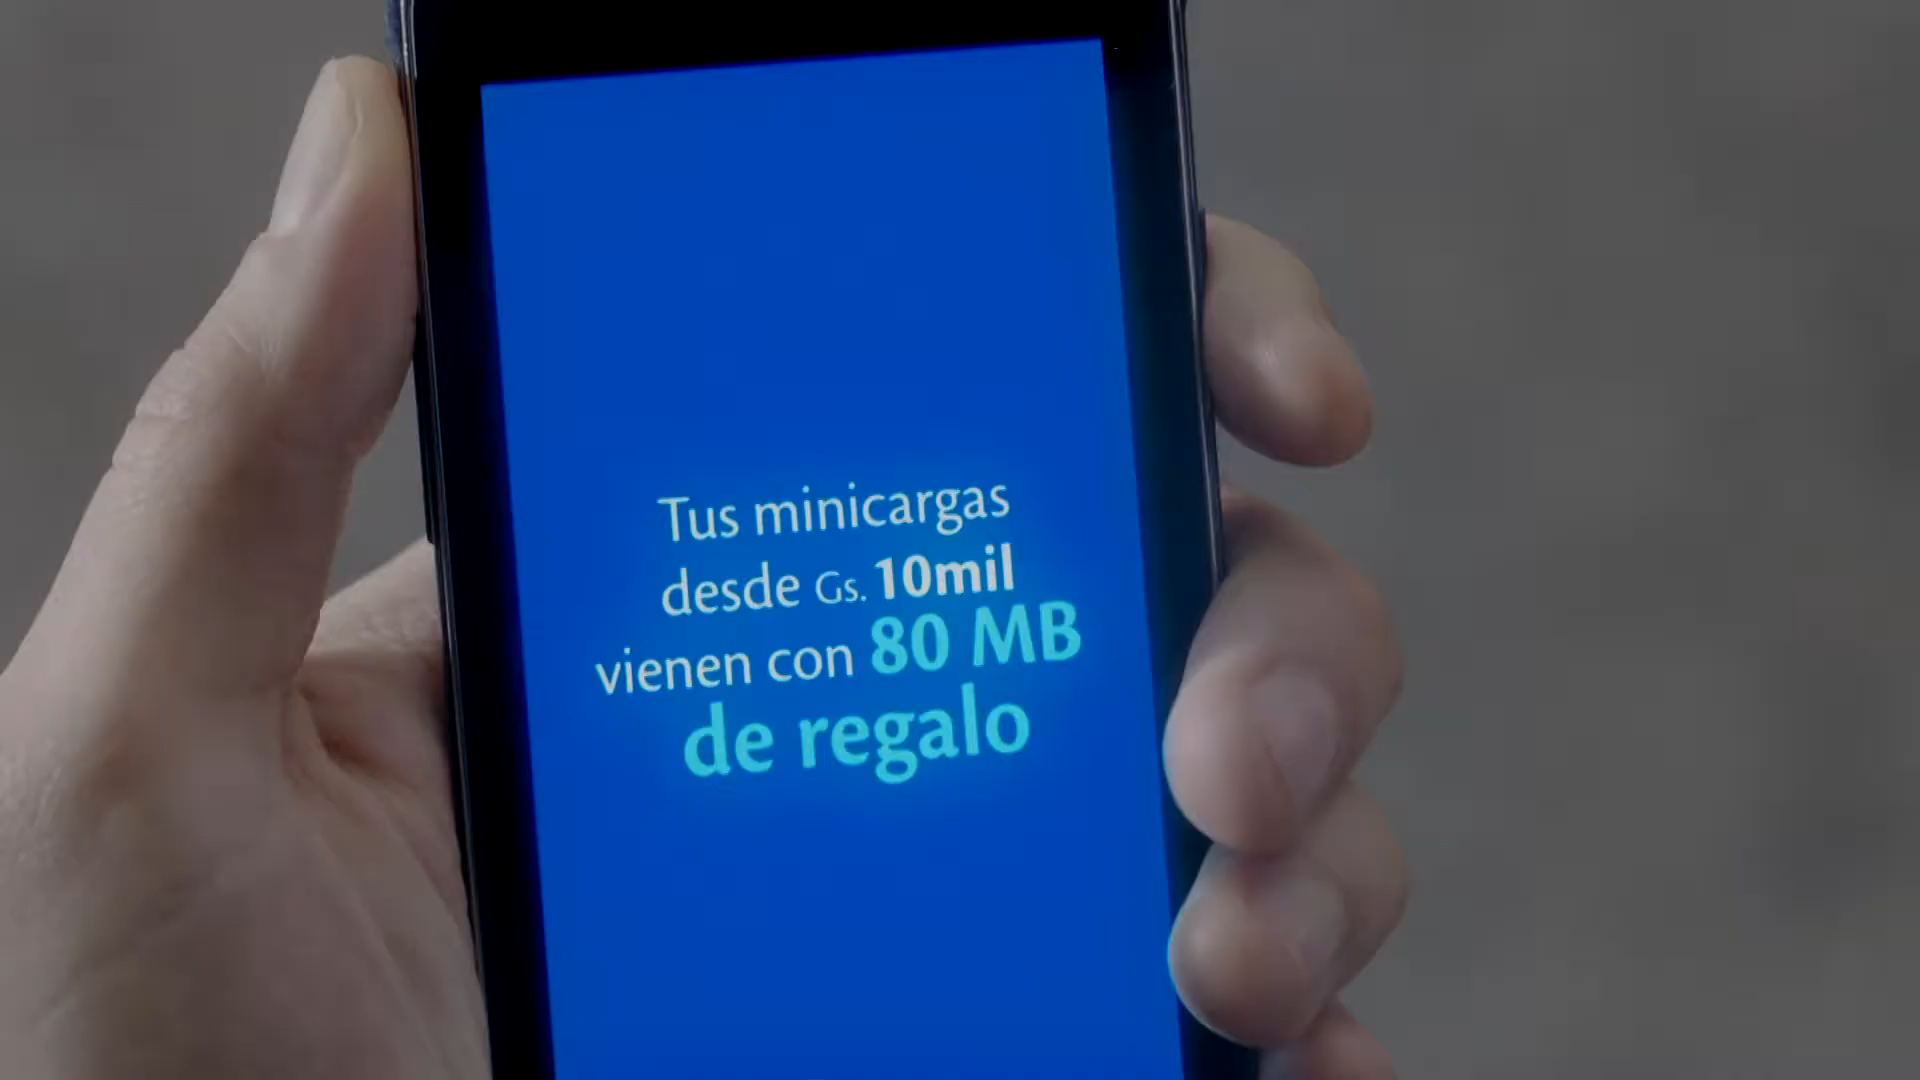 Tus minicargas
desde Gs. 10mil
vienen con 80 MB
de regalo